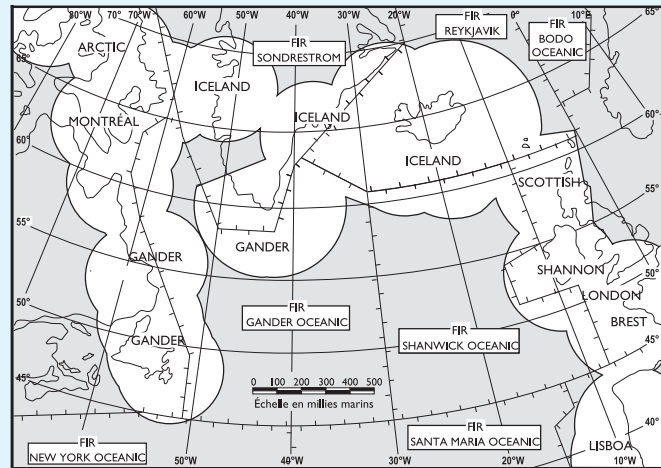 80°W 70°W 70°W 60°W 50°W 40°W 30°W 20°W 10°W 0° 10°E
65°
65°
ARCTIC
FIR
SONDRESTROM
FIR
REYKJAVIK
FIR
BODO
OCEANIC
ICELAND
MONTRÉAL
ICELAND
ICELAND
60°
60°
SCOTTISH
55°
55°
GANDER
GANDER
SHANNON
50°
50°
LONDON
FIR
GANDER OCEANIC
BREST
FIR
SHANWICK OCEANIC
GANDER
45°
45°
0 100 200 300 400 500
Échelle en millies marins
40°
FIR
NEW YORK OCEANIC
FIR
SANTA MARIA OCEANIC
LISBOA
50°W 40°W 30°W 20°W 10°W